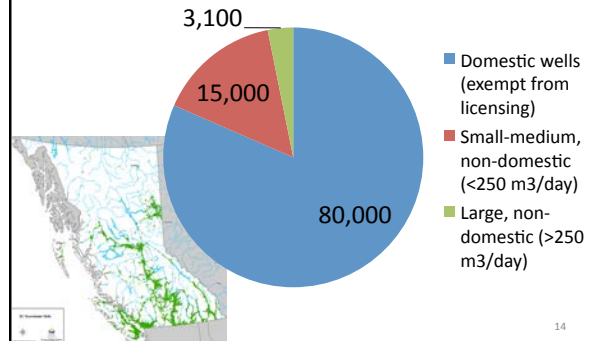 3,100
15,000
80,000
Domestic wells
(exempt from
licensing)
Small-medium,
non-domestic
(<250 m3/day)
Large, non-
domestic (>250
m3/day)
14